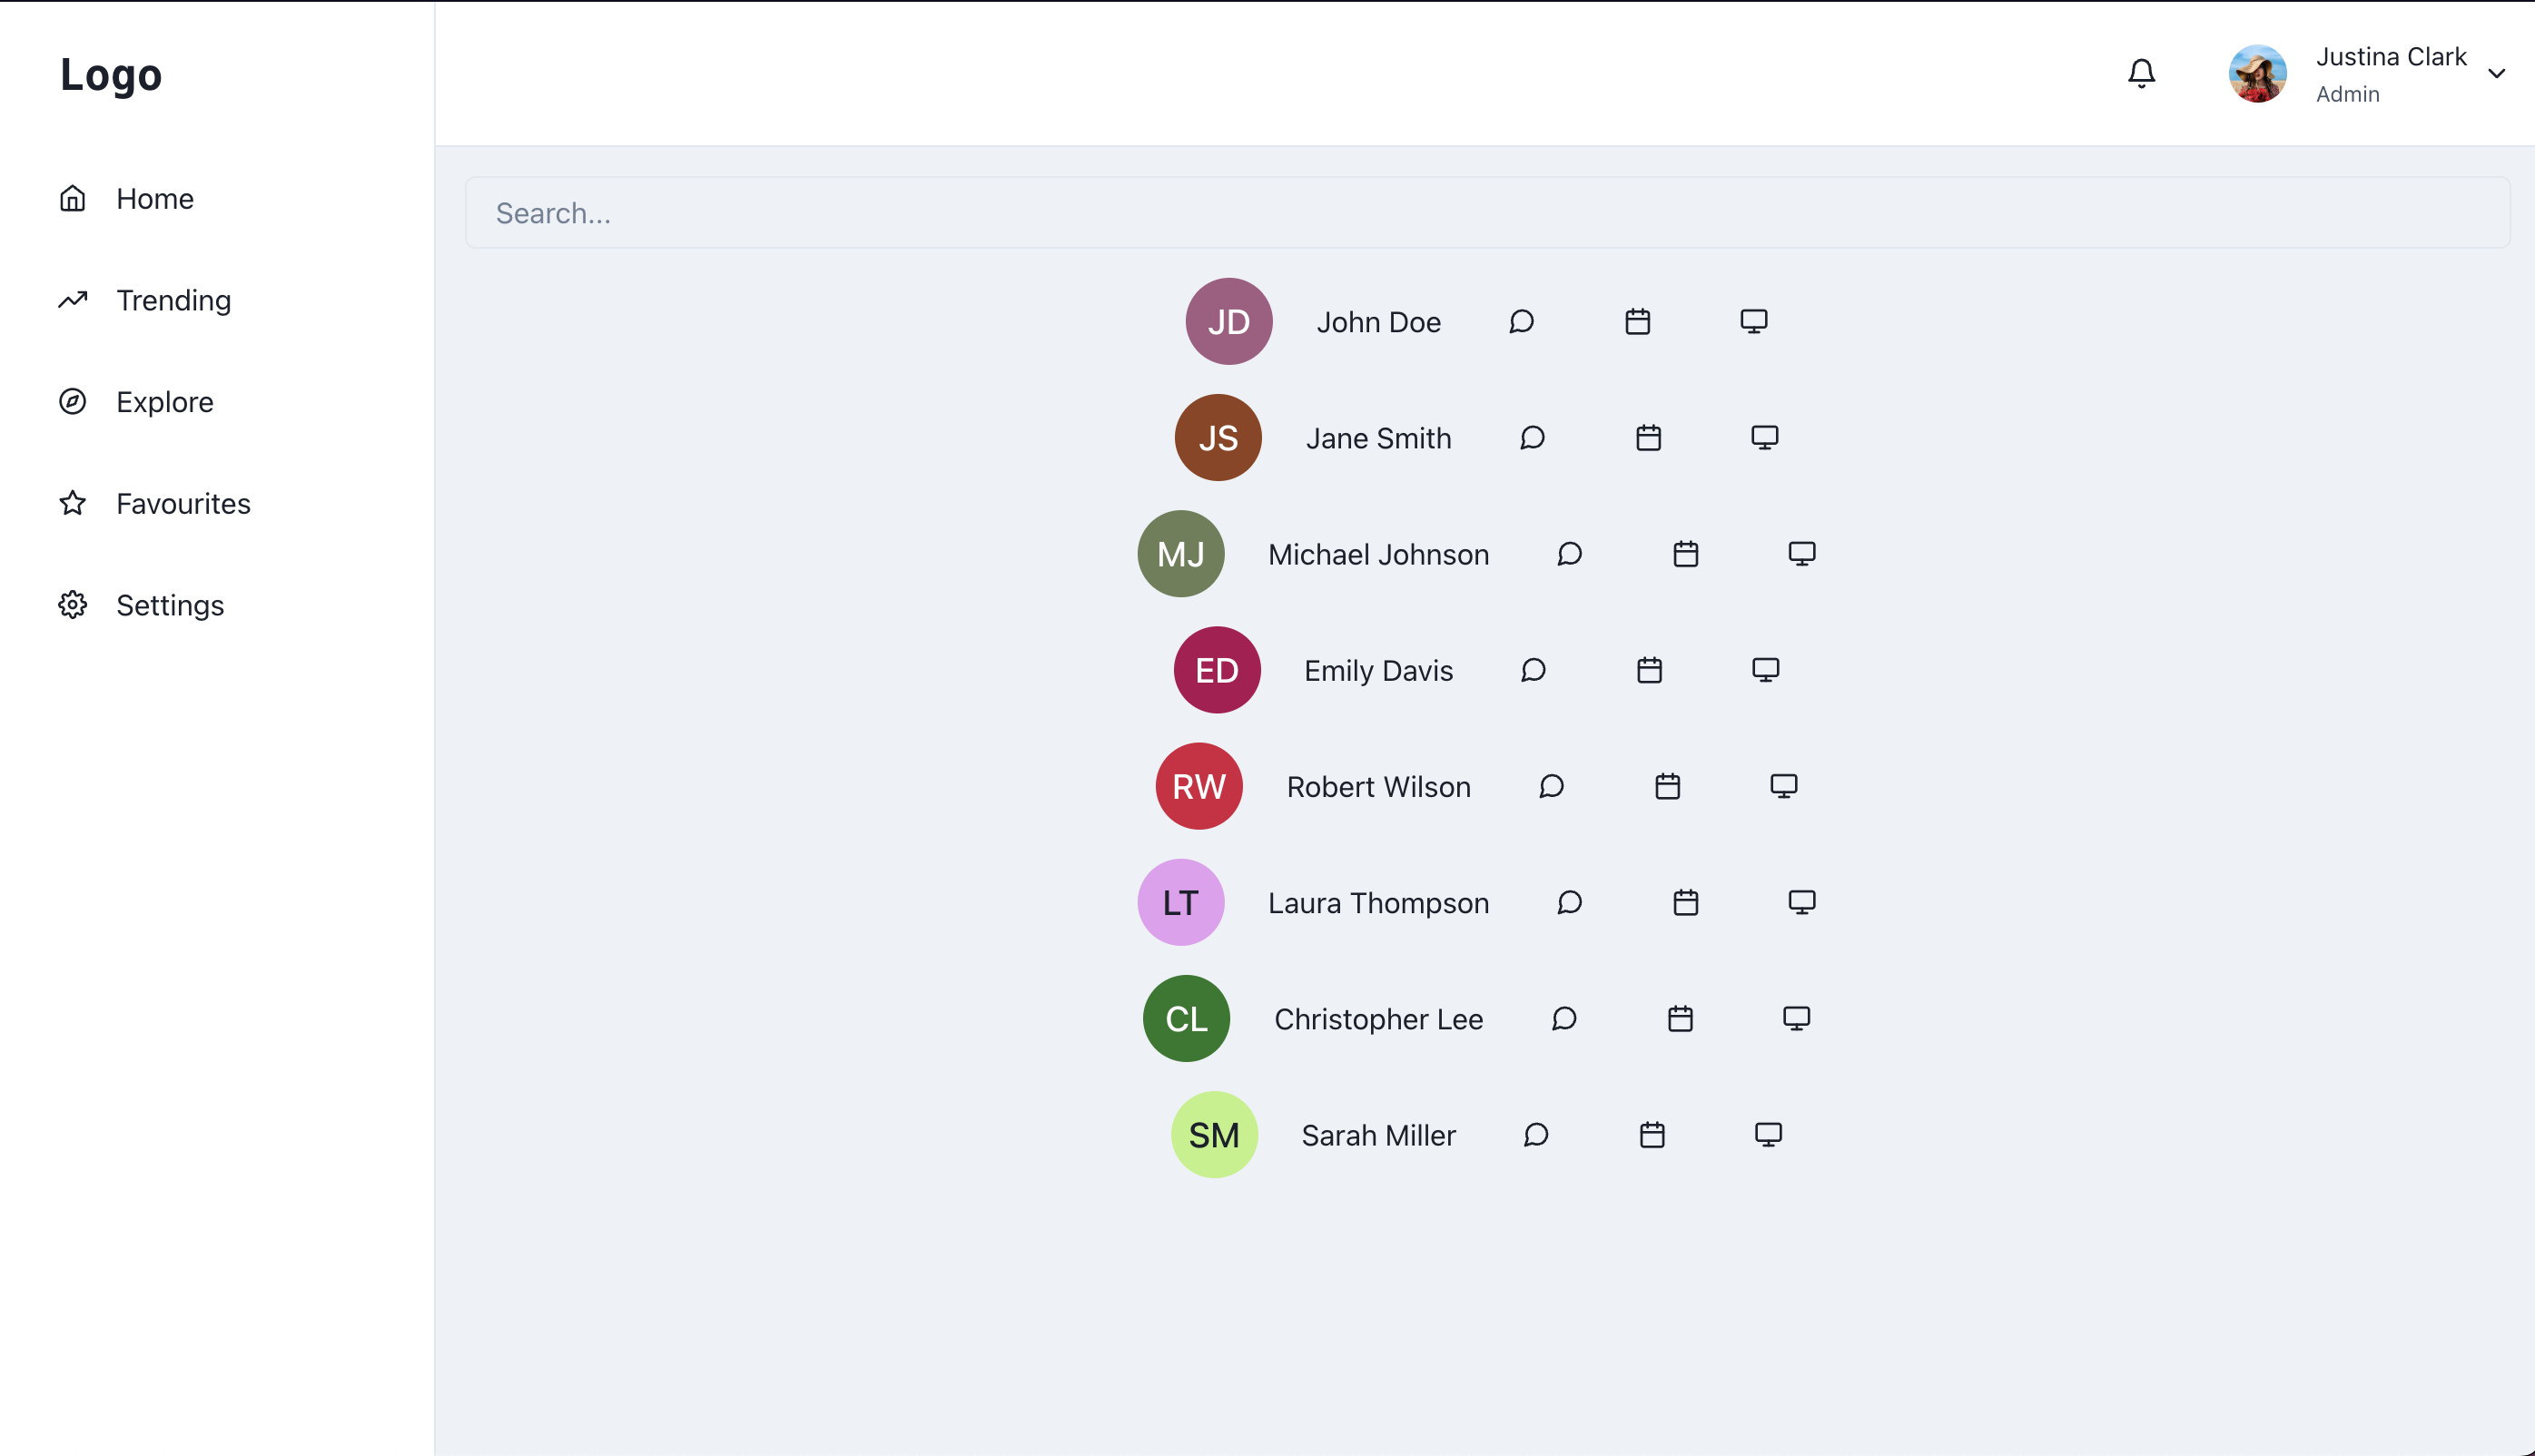 Logo
Justina Clark
Admin
Home
Trending
Explore
Favourites
Settings
Search...
JD John Doe
JS Jane Smith
MJ Michael Johnson
ED Emily Davis
RW Robert Wilson
LT Laura Thompson
CL Christopher Lee
SM Sarah Miller